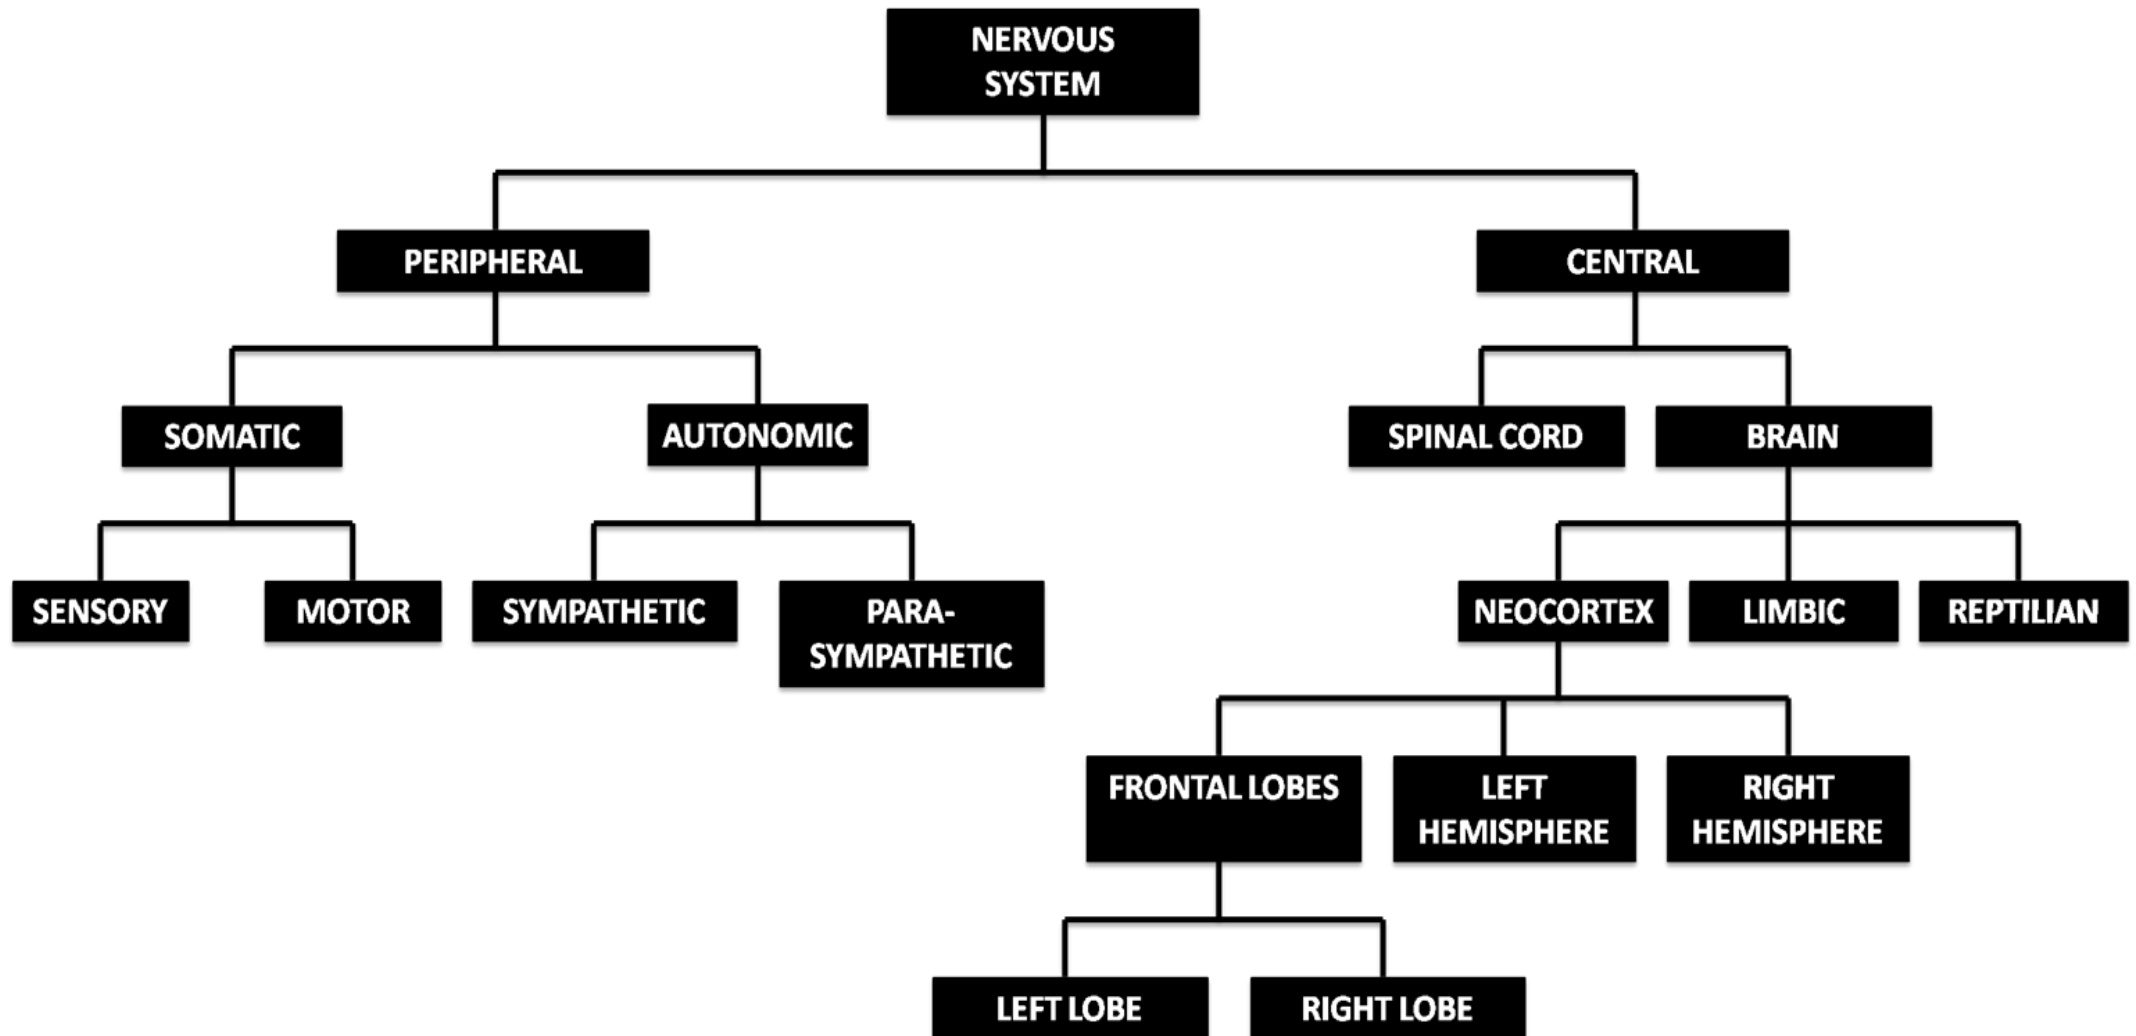 NERVOUS
SYSTEM
PERIPHERAL
CENTRAL
SOMATIC
AUTONOMIC
SPINAL CORD
BRAIN
SENSORY
MOTOR
SYMPATHETIC
PARA-
SYMPATHETIC
NEOCORTEX
LIMBIC
REPTILIAN
FRONTAL LOBES
LEFT
HEMISPHERE
RIGHT
HEMISPHERE
LEFT LOBE
RIGHT LOBE